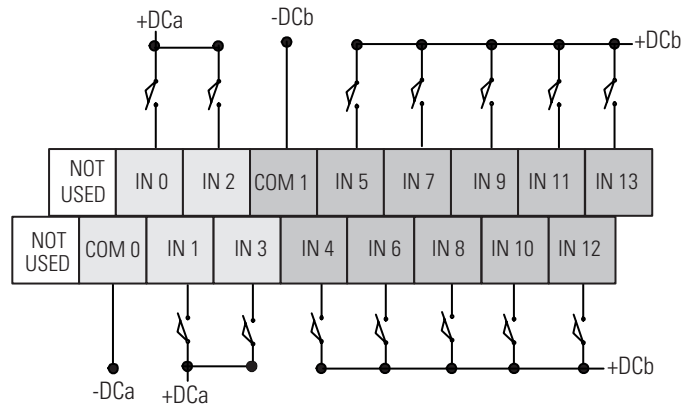 +DCa
-DCb
+DCb
NOT USED IN 0 IN 2 COM 1 IN 5 IN 7 IN 9 IN 11 IN 13
NOT USED COM 0 IN 1 IN 3 IN 4 IN 6 IN 8 IN 10 IN 12
+DCb
-DCa
+DCa